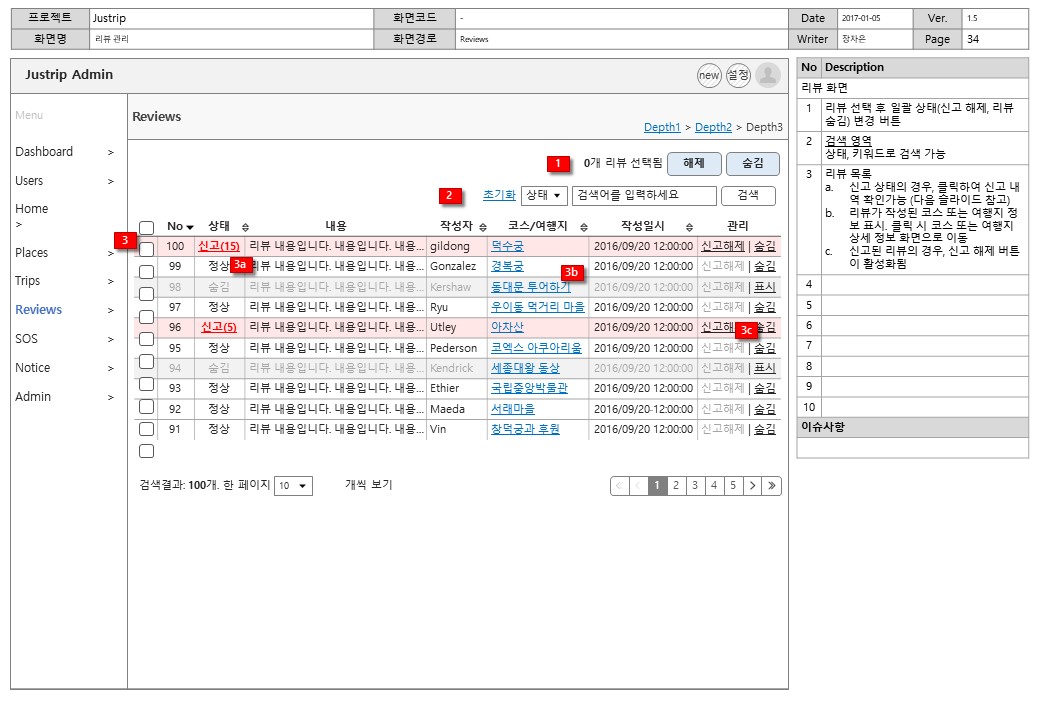 프로젝트 Justrip 화면코드 - Date 2017-01-05 Ver. 1.5
화면명 리뷰 관리 화면경로 Reviews Writer 장자은 Page 34
Justrip Admin new 설정
Menu
Dashboard >
Users >
Home
>
Places >
Trips >
Reviews >
SOS >
Notice >
Admin >
Reviews
Depth1 > Depth2 > Depth3
1 0개 리뷰 선택됨 해제 숨김
2 초기화 상태 검색어를 입력하세요 검색
No 상태 내용 작성자 코스/여행지 작성일시 관리
3
100 신고(15) 리뷰 내용입니다. 내용입니다. 내용... gildong 덕수궁 2016/09/20 12:00:00 신고해제 | 숨김
99 정상 3a 리뷰 내용입니다. 내용입니다. 내용... Gonzalez 경복궁 3b 2016/09/20 12:00:00 신고해제 | 숨김
98 숨김 리뷰 내용입니다. 내용입니다. 내용... Kershaw 동대문 투어하기 2016/09/20 12:00:00 신고해제 | 표시
97 정상 리뷰 내용입니다. 내용입니다. 내용... Ryu 우이동 먹거리 마을 2016/09/20 12:00:00 신고해제 | 숨김
96 신고(5) 리뷰 내용입니다. 내용입니다. 내용... Utley 아차산 2016/09/20 12:00:00 신고해 3c 숨김
95 정상 리뷰 내용입니다. 내용입니다. 내용... Pederson 코엑스 아쿠아리움 2016/09/20 12:00:00 신고해제 | 숨김
94 숨김 리뷰 내용입니다. 내용입니다. 내용... Kendrick 세종대왕 동상 2016/09/20 12:00:00 신고해제 | 표시
93 정상 리뷰 내용입니다. 내용입니다. 내용... Ethier 국립중앙박물관 2016/09/20 12:00:00 신고해제 | 숨김
92 정상 리뷰 내용입니다. 내용입니다. 내용... Maeda 서래마을 2016/09/20 12:00:00 신고해제 | 숨김
91 정상 리뷰 내용입니다. 내용입니다. 내용... Vin 창덕궁과 후원 2016/09/20 12:00:00 신고해제 | 숨김
검색결과: 100개. 한 페이지 10 개씩 보기 < < 1 2 3 4 5 > »
No Description
리뷰 화면
1 리뷰 선택 후 일괄 상태(신고 해제, 리뷰
숨김) 변경 버튼
2 검색 영역
상태, 키워드로 검색 가능
3 리뷰 목록
a. 신고 상태의 경우, 클릭하여 신고 내
역 확인가능 (다음 슬라이드 참고)
b. 리뷰가 작성된 코스 또는 여행지 정
보 표시. 클릭 시 코스 또는 여행지
상세 정보 화면으로 이동
c. 신고된 리뷰의 경우, 신고 해제 버튼
이 활성화됨
4
5
6
7
8
9
10
이슈사항